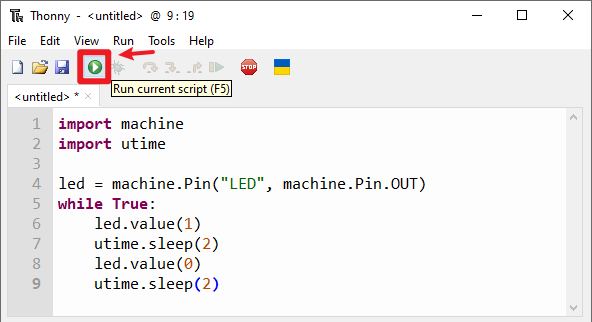 Thonny - <untitled> @ 9 : 19
File Edit View Run Tools Help
STOP
Run current script (F5)
<untitled> * ×
1 import machine
2 import utime
3
4 led = machine.Pin("LED", machine.Pin.OUT)
5 while True:
6     led.value(1)
7     utime.sleep(2)
8     led.value(0)
9     utime.sleep(2)